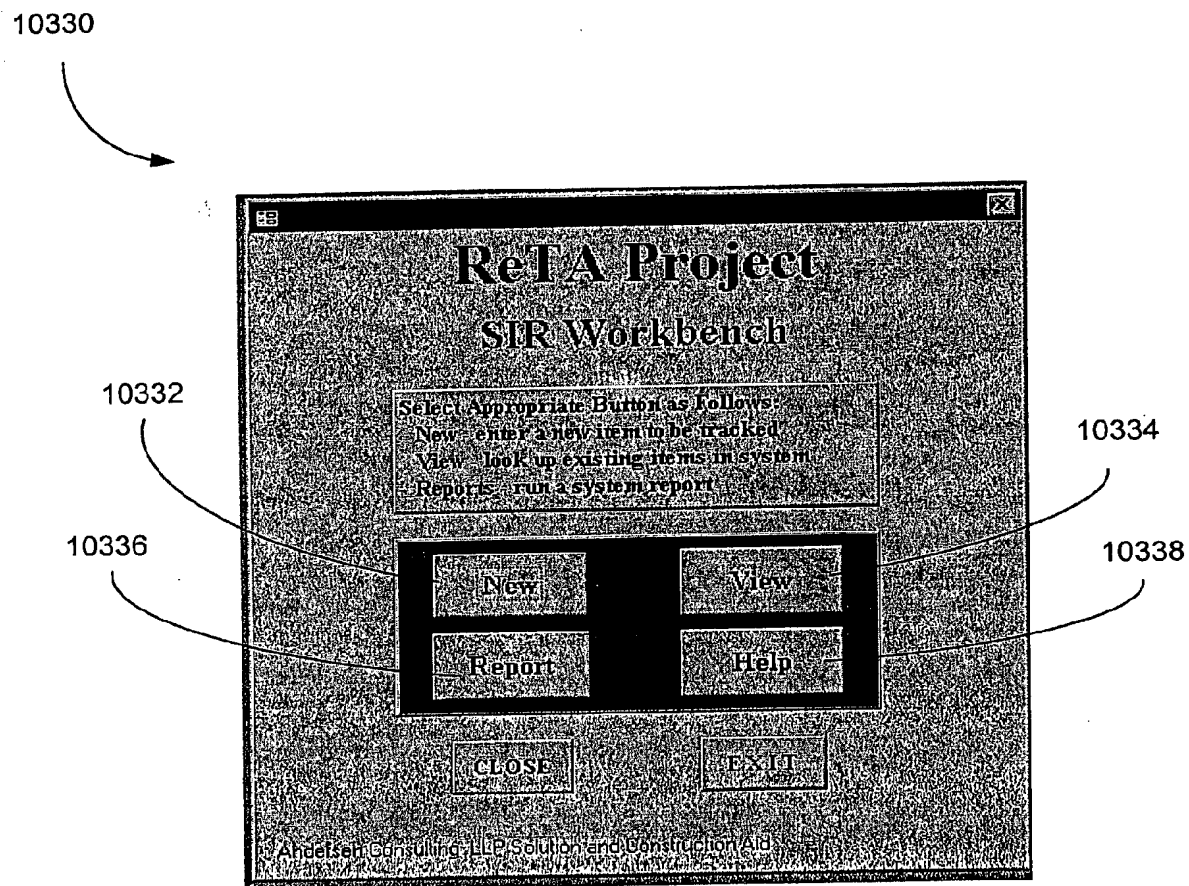 10330
ReTA Project
SIR Workbench
Select Appropriate Button as Follows:
New - enter a new item to be tracked
10332
View - look up existing items in system
10334
Reports - run a system report
10336
10338
New
View
Report
Help
CLOSE
EXIT
Andersen Consulting, LLP Solution and Construction Aid